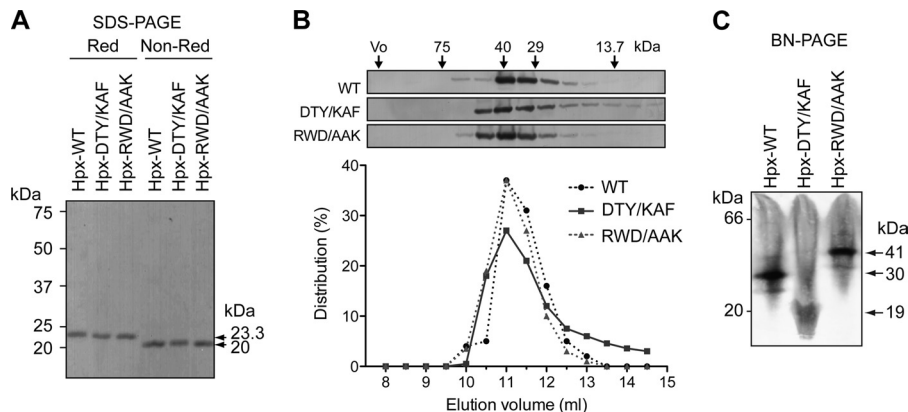 A
SDS-PAGE
Red Non-Red
Hpx-WT
Hpx-DTY/KAF
Hpx-RWD/AAK
Hpx-WT
Hpx-DTY/KAF
Hpx-RWD/AAK
kDa
75
50
37
25
20
kDa
23.3
20
B
Vo 75 40 29 13.7 kDa
WT
DTY/KAF
RWD/AAK
40
30
20
10
0
Distribution (%)
8 9 10 11 12 13 14 15
Elution volume (ml)
WT
DTY/KAF
RWD/AAK
C
BN-PAGE
Hpx-WT
Hpx-DTY/KAF
Hpx-RWD/AAK
kDa
66
20
kDa
41
30
19